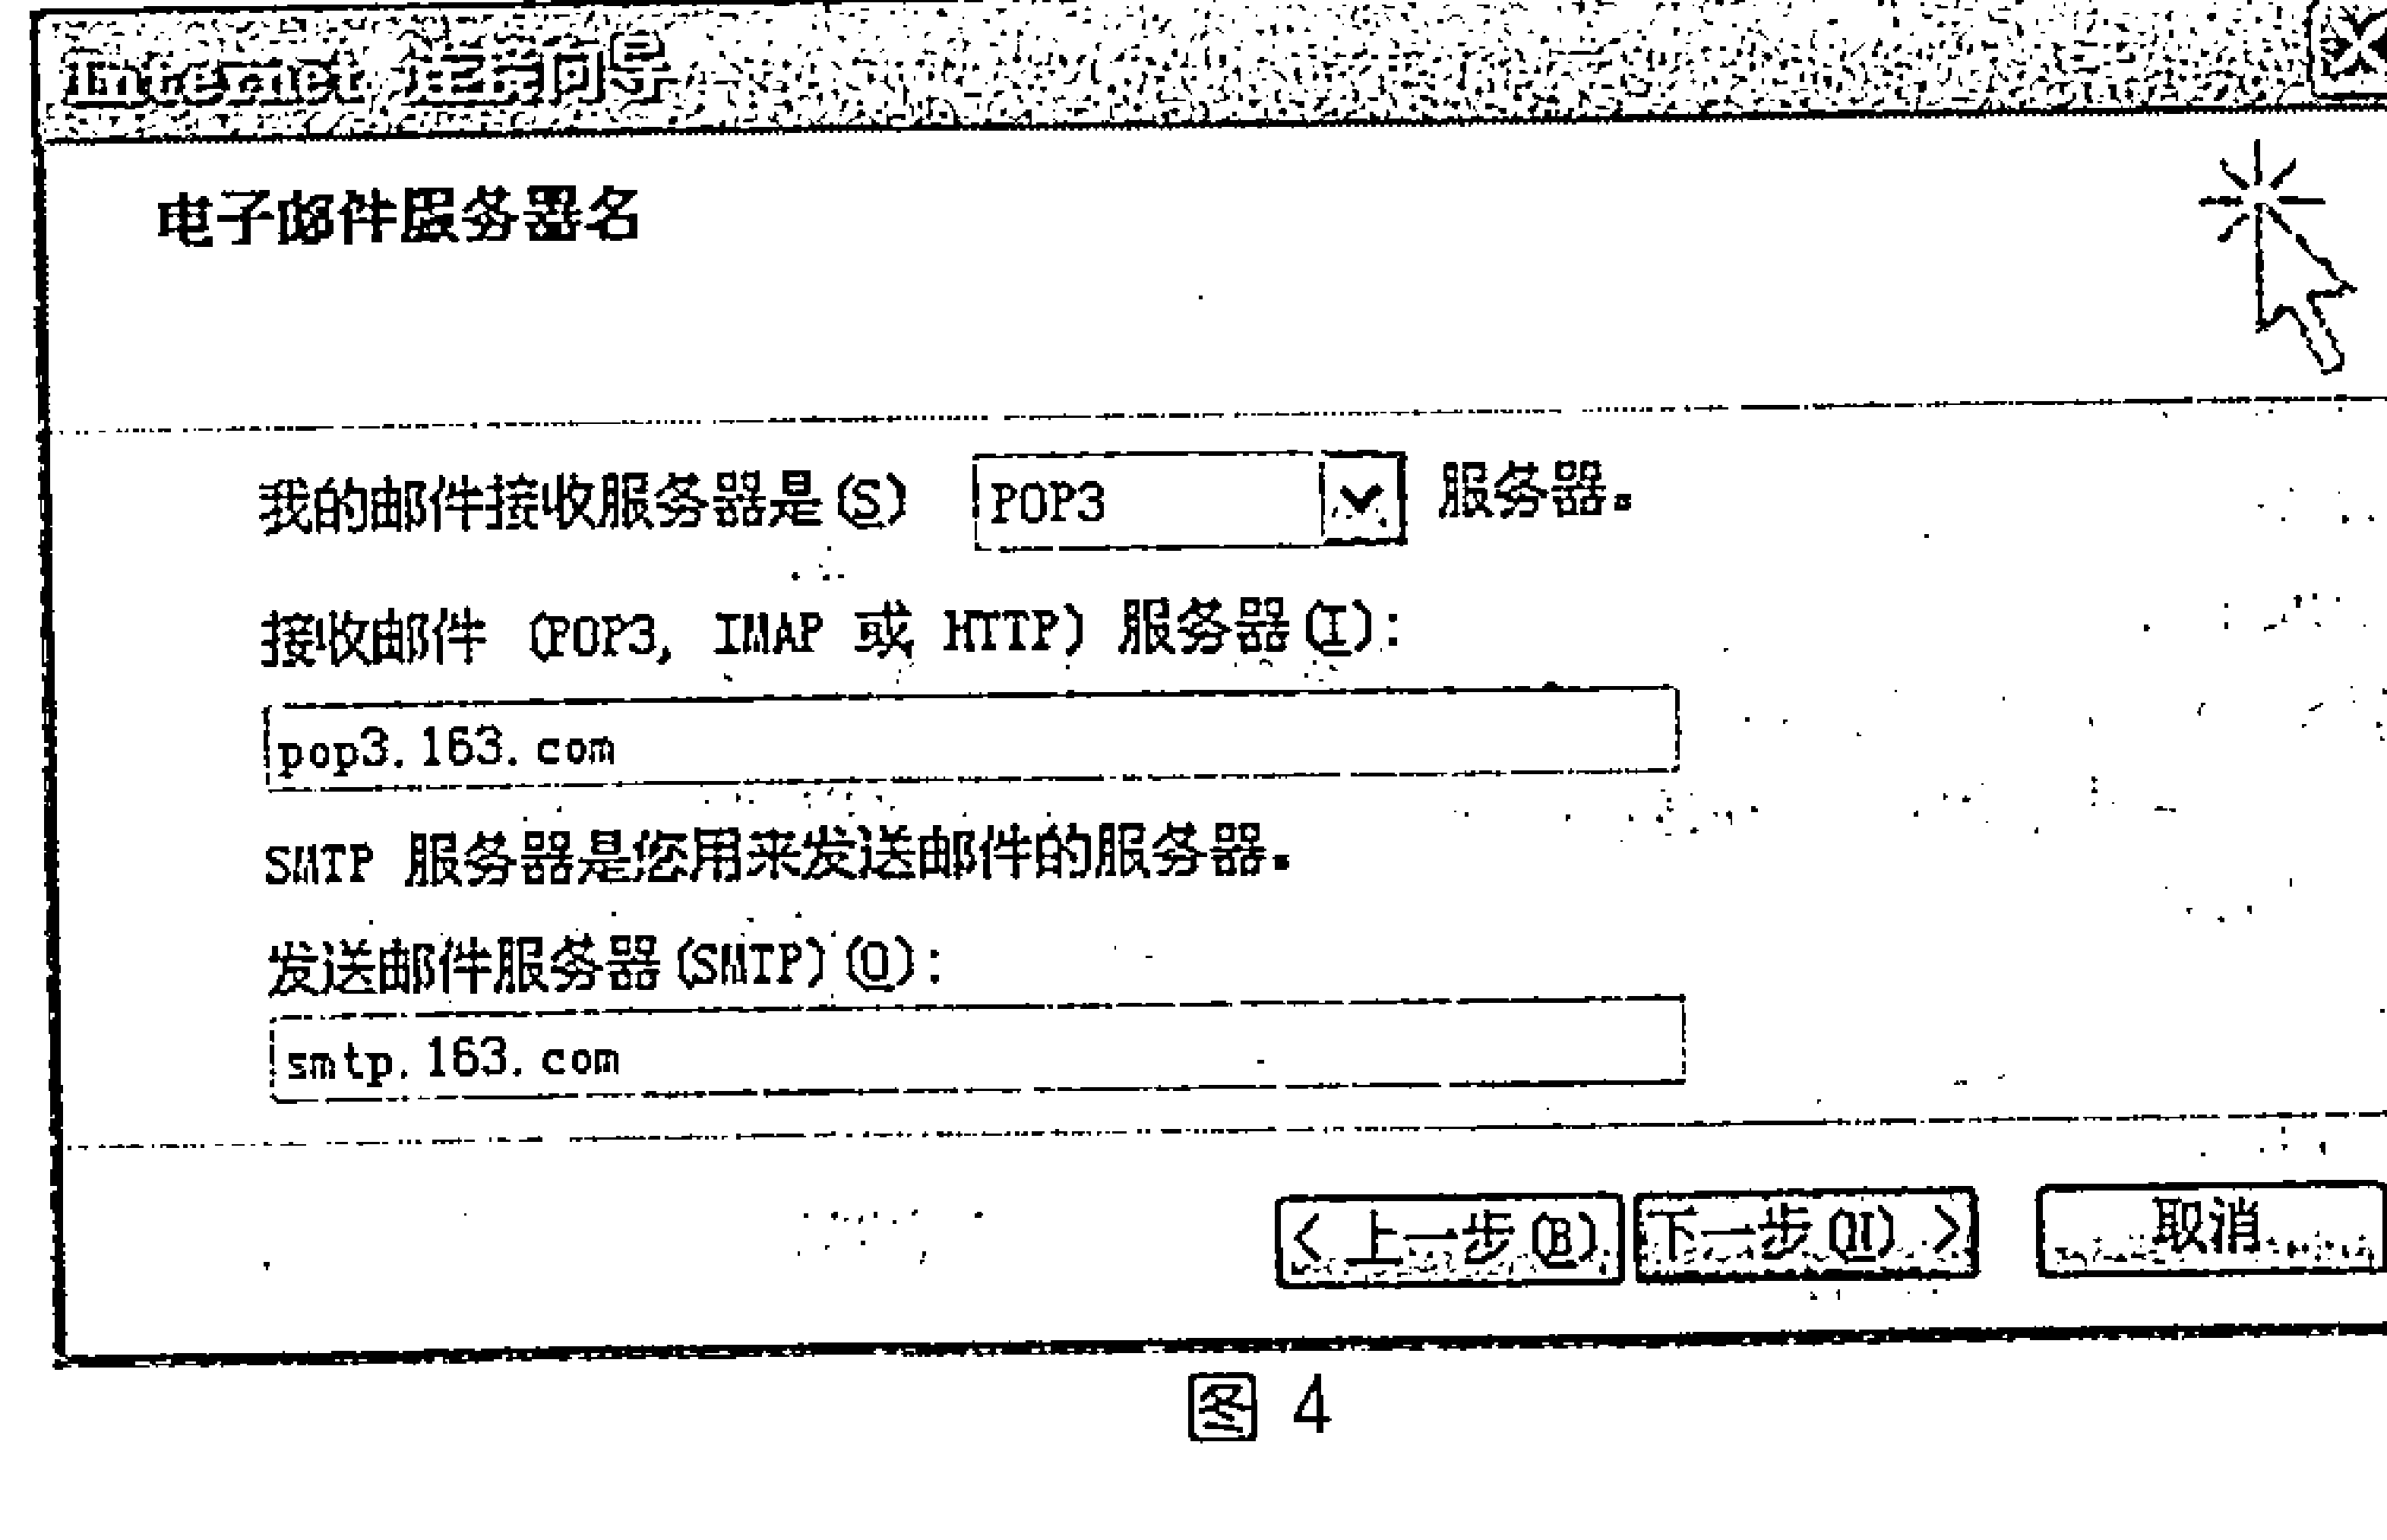 Internet 连接向导
电子邮件服务器名
我的邮件接收服务器是(S) POP3 服务器。
接收邮件 (POP3, IMAP 或 HTTP) 服务器(I):
pop3.163.com
SMTP 服务器是您用来发送邮件的服务器。
发送邮件服务器(SMTP)(O):
smtp.163.com
< 上一步(B) 下一步(N) > 取消
图 4